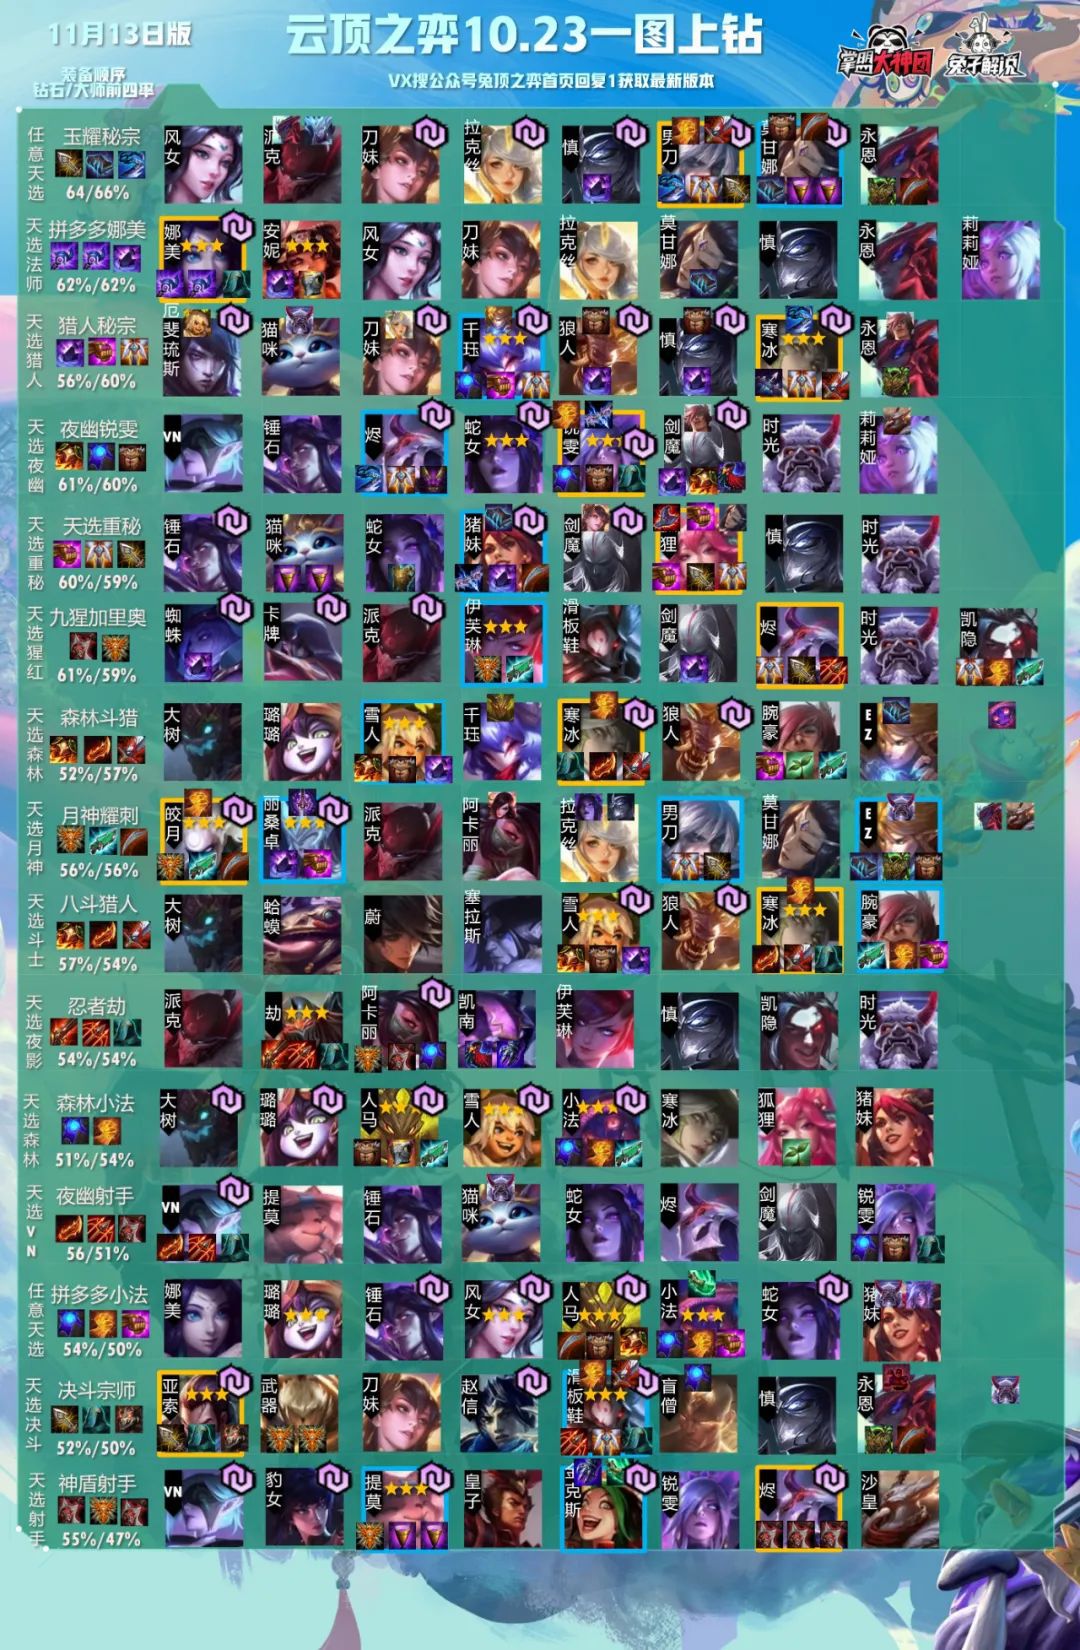 11月13日版
云顶之弈10.23一图上钻
掌盟大神团
兔子解说
装备顺序
钻石/大师前四率
VX搜公众号兔顶之弈首页回复1获取最新版本
任意天选
玉耀秘宗
64/66%
风女 派克 刀妹 拉克丝 慎 男刀 莫甘娜 永恩
天选法师
拼多多娜美
62%/62%
娜美 安妮 风女 刀妹 拉克丝 莫甘娜 慎 永恩 莉莉娅
天选猎人
猎人秘宗
56%/60%
厄斐琉斯 猫咪 刀妹 千珏 狼人 慎 寒冰 永恩
天选夜幽
夜幽锐雯
61%/60%
VN 锤石 烬 蛇女 锐雯 剑魔 时光 莉莉娅
天选重秘
天选重秘
60%/59%
锤石 猫咪 蛇女 猪妹 剑魔 狸 慎 时光
天选猩红
九猩加里奥
61%/59%
蜘蛛 卡牌 派克 伊芙琳 滑板鞋 剑魔 烬 时光 凯隐
天选森林
森林斗猎
52%/57%
大树 璐璐 雪人 千珏 寒冰 狼人 腕豪 EZ
天选月神
月神耀刺
56%/56%
皎月 丽桑卓 派克 阿卡丽 拉克丝 男刀 莫甘娜 EZ
天选斗士
八斗猎人
57%/54%
大树 蛤蟆 蔚 塞拉斯 雪人 狼人 寒冰 腕豪
天选夜影
忍者劫
54%/54%
派克 劫 阿卡丽 凯南 伊芙琳 慎 凯隐 时光
天选森林
森林小法
51%/54%
大树 璐璐 人马 雪人 小法 寒冰 狐狸 猪妹
天选VN
夜幽射手
56/51%
VN 提莫 锤石 猫咪 蛇女 烬 剑魔 锐雯
任意天选
拼多多小法
54%/50%
娜美 璐璐 锤石 风女 人马 小法 蛇女 猪妹
天选决斗
决斗宗师
52%/50%
亚索 武器 刀妹 赵信 滑板鞋 盲僧 慎 永恩
天选射手
神盾射手
55%/47%
VN 豹女 提莫 皇子 金克斯 锐雯 烬 沙皇